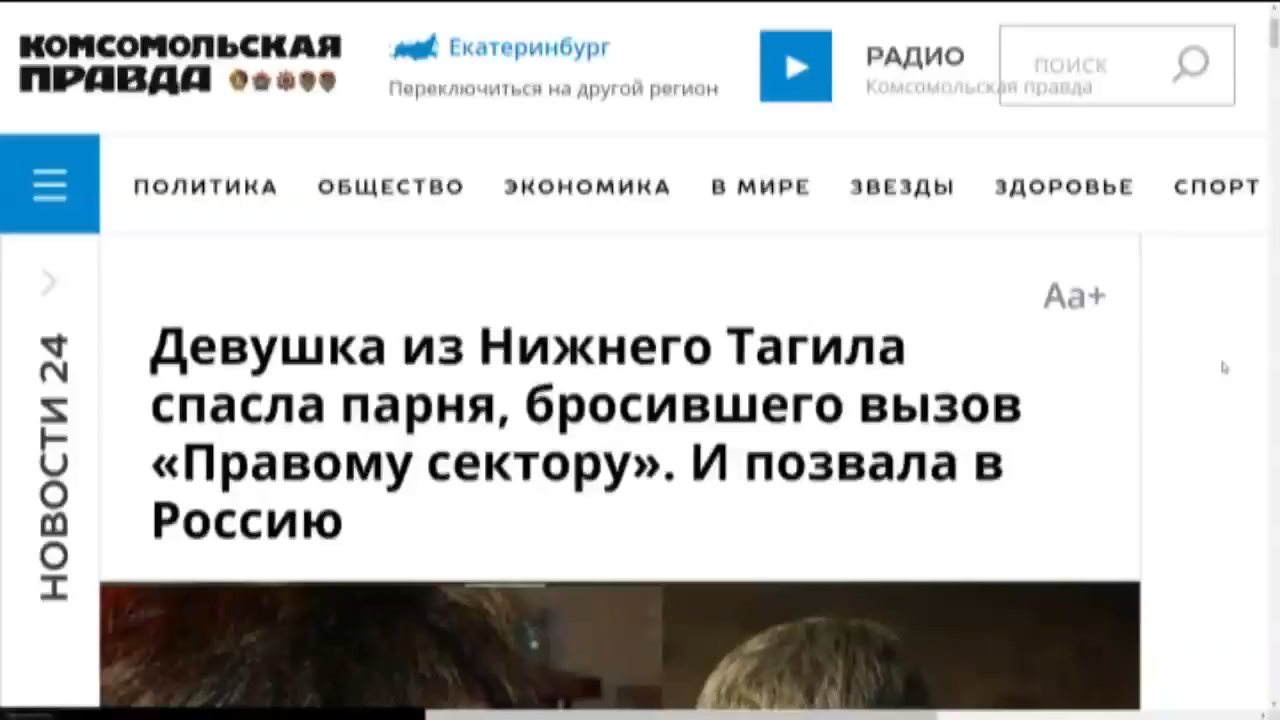 КОМСОМОЛЬСКАЯ
ПРАВДА
Екатеринбург
Переключиться на другой регион
РАДИО
Комсомольская правда
ПОИСК
ПОЛИТИКА ОБЩЕСТВО ЭКОНОМИКА В МИРЕ ЗВЕЗДЫ ЗДОРОВЬЕ СПОРТ
НОВОСТИ 24
Aa+
Девушка из Нижнего Тагила
спасла парня, бросившего вызов
«Правому сектору». И позвала в
Россию